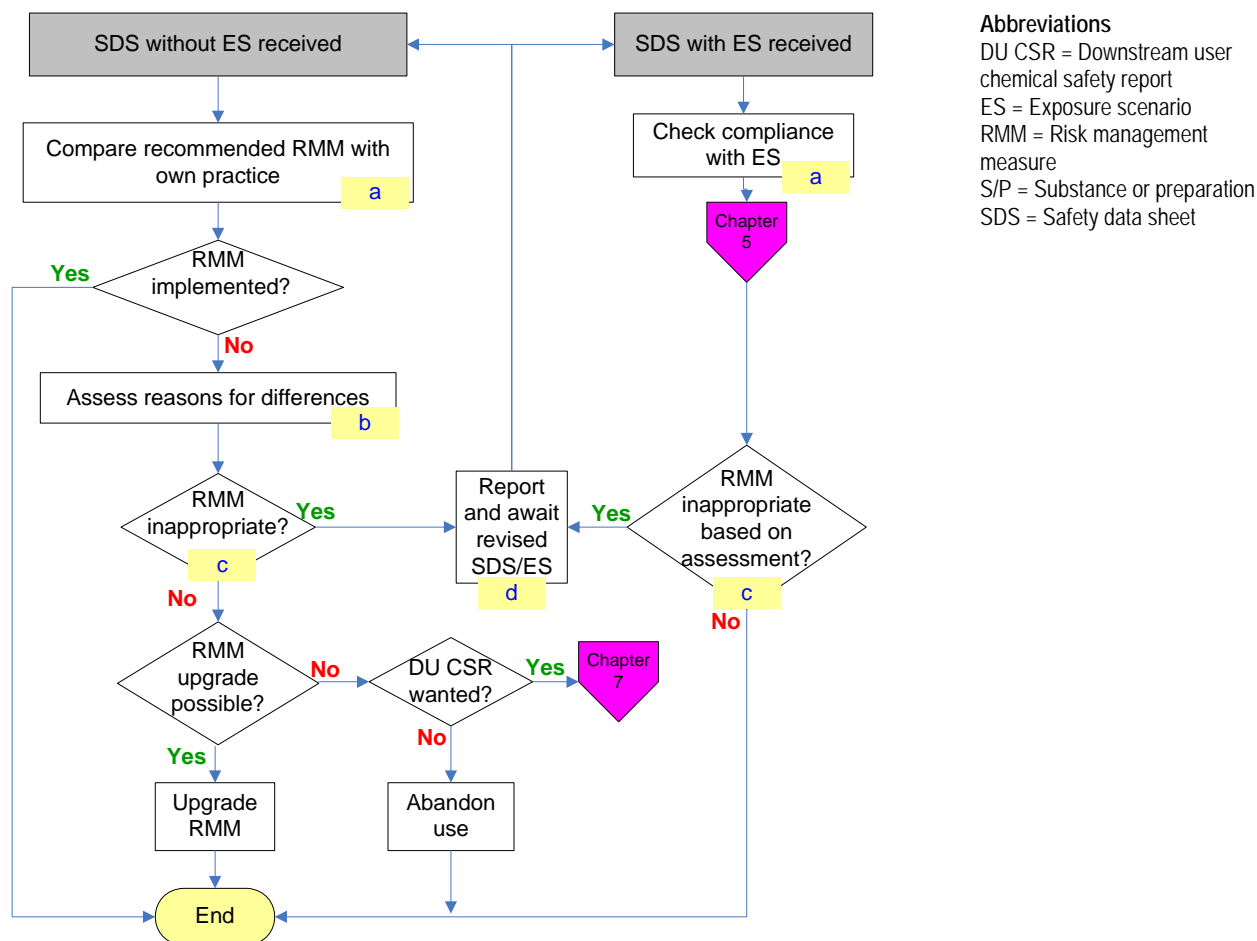 SDS without ES received
SDS with ES received
Compare recommended RMM with
own practice
a
Check compliance
with ES
a
Chapter
5
RMM
implemented?
Yes
No
Assess reasons for differences
b
RMM
inappropriate?
c
Yes
No
Report
and await
revised
SDS/ES
d
Yes
RMM
inappropriate
based on
assessment?
c
No
RMM
upgrade
possible?
No
Yes
DU CSR
wanted?
Yes
No
Chapter
7
Upgrade
RMM
Abandon
use
End
Abbreviations
DU CSR = Downstream user
chemical safety report
ES = Exposure scenario
RMM = Risk management
measure
S/P = Substance or preparation
SDS = Safety data sheet